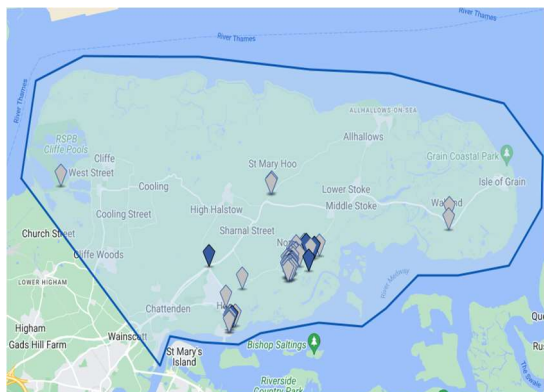 River Thames
River Thames
River Thames
ALLHALLOWS-ON-SEA
Allhallows
RSPB
Cliffe Pools
Cliffe
West Street
St Mary Hoo
Grain Coastal Park
Isle of Grain
Cooling
Lower Stoke
Middle Stoke
Cooling Street
High Halstow
Church Street
Sharnal Street
Cliffe Woods
LOWER HIGHAM
River Medway
Chattenden
Higham
Gads Hill Farm
Wainscott
St Mary's
Island
Bishop Saltings
Riverside
Country Park